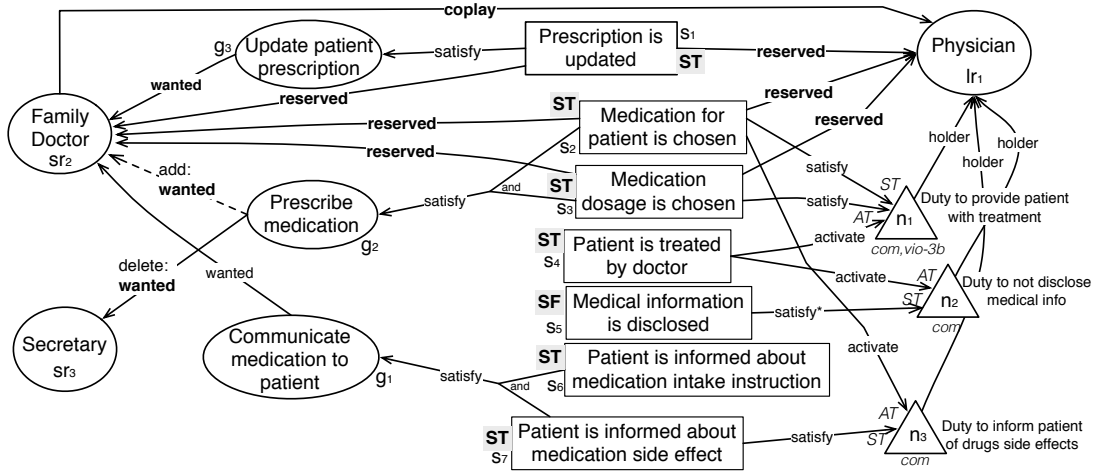 coplay
g3
Update patient
prescription
satisfy
Prescription is
updated
s1
ST
reserved
Physician
lr1
wanted
reserved
Family
Doctor
sr2
reserved
ST
s2
Medication for
patient is chosen
reserved
reserved
reserved
holder
holder
holder
add:
wanted
Prescribe
medication
g2
satisfy
and
ST
s3
Medication
dosage is chosen
satisfy
satisfy
ST
AT
n1
com,vio-3b
Duty to provide patient
with treatment
activate
ST
s4
Patient is treated
by doctor
activate
AT
ST
n2
com
Duty to not disclose
medical info
delete:
wanted
wanted
SF
s5
Medical information
is disclosed
satisfy*
Secretary
sr3
Communicate
medication to
patient
g1
satisfy
and
ST
s6
Patient is informed about
medication intake instruction
activate
ST
s7
Patient is informed about
medication side effect
satisfy
AT
ST
n3
com
Duty to inform patient
of drugs side effects